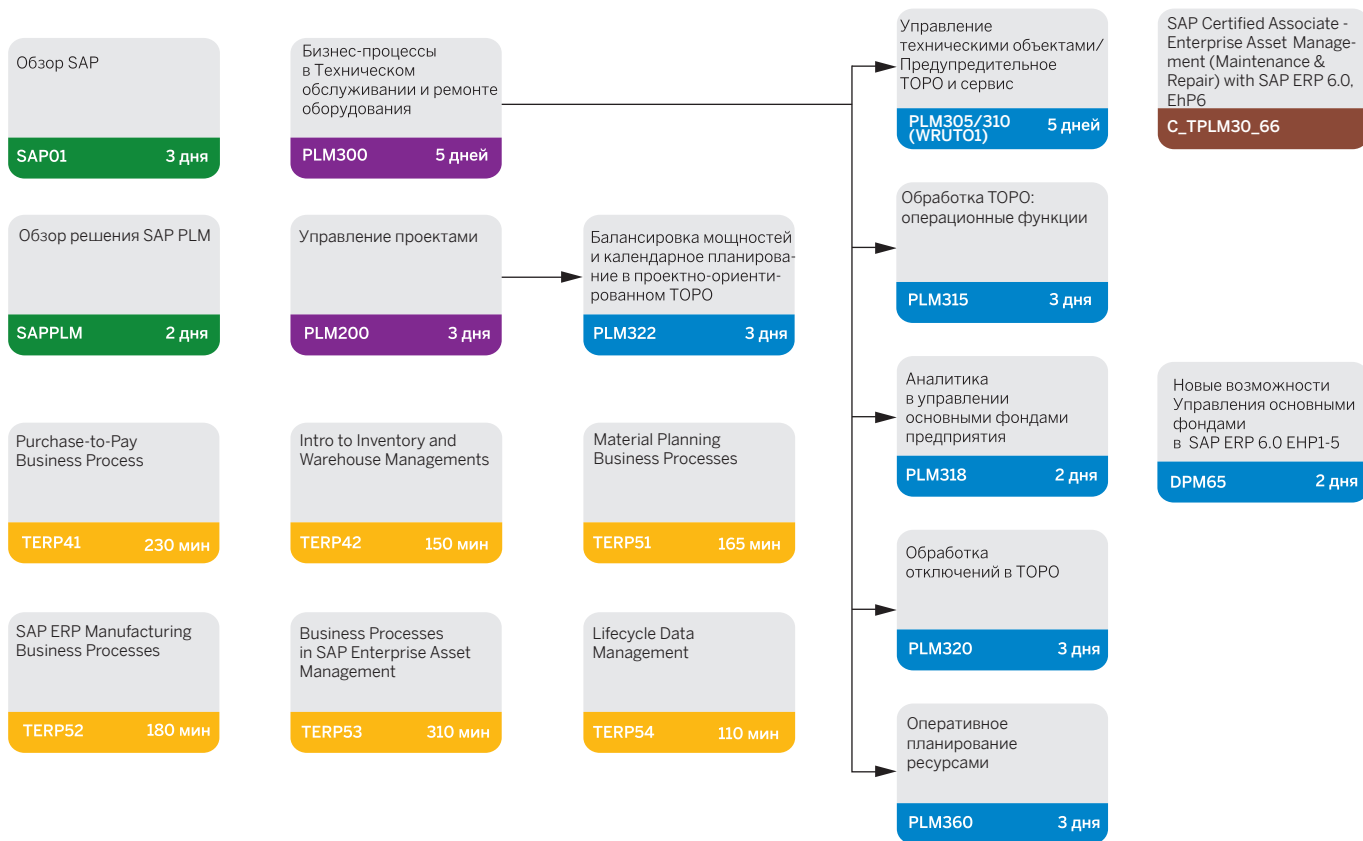 Обзор SAP
SAP01 3 дня
Бизнес-процессы
в Техническом
обслуживании и ремонте
оборудования
PLM300 5 дней
Управление
техническими объектами/
Предупредительное
ТОРО и сервис
PLM305/310
(WRUTO1)
5 дней
SAP Certified Associate -
Enterprise Asset Manage-
ment (Maintenance &
Repair) with SAP ERP 6.0,
EhP6
C_TPLM30_66
Обзор решения SAP PLM
SAPPLM 2 дня
Управление проектами
PLM200 3 дня
Балансировка мощностей
и календарное планирова-
ние в проектно-ориенти-
рованном ТОРО
PLM322 3 дня
Обработка ТОРО:
операционные функции
PLM315 3 дня
Аналитика
в управлении
основными фондами
предприятия
PLM318 2 дня
Новые возможности
Управления основными
фондами
в SAP ERP 6.0 EHP1-5
DPM65 2 дня
Purchase-to-Pay
Business Process
TERP41 230 мин
Intro to Inventory and
Warehouse Managements
TERP42 150 мин
Material Planning
Business Processes
TERP51 165 мин
Обработка
отключений в ТОРО
PLM320 3 дня
SAP ERP Manufacturing
Business Processes
TERP52 180 мин
Business Processes
in SAP Enterprise Asset
Management
TERP53 310 мин
Lifecycle Data
Management
TERP54 110 мин
Оперативное
планирование
ресурсами
PLM360 3 дня